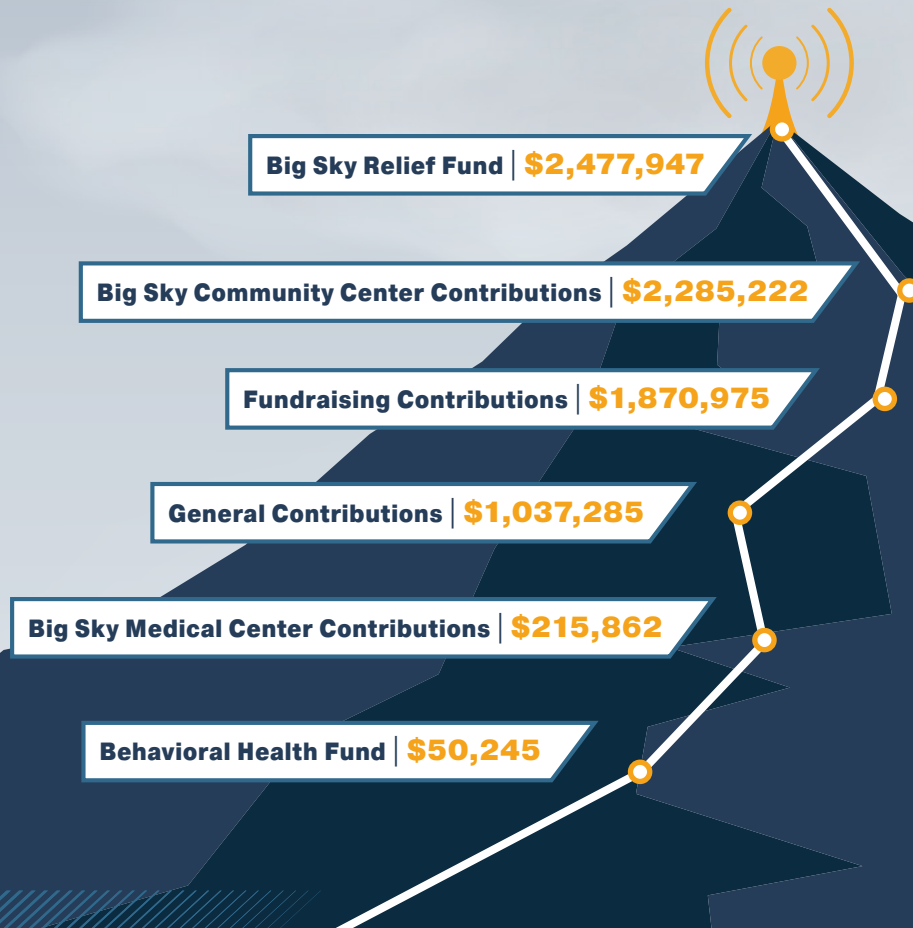 Big Sky Relief Fund | $2,477,947
Big Sky Community Center Contributions | $2,285,222
Fundraising Contributions | $1,870,975
General Contributions | $1,037,285
Big Sky Medical Center Contributions | $215,862
Behavioral Health Fund | $50,245